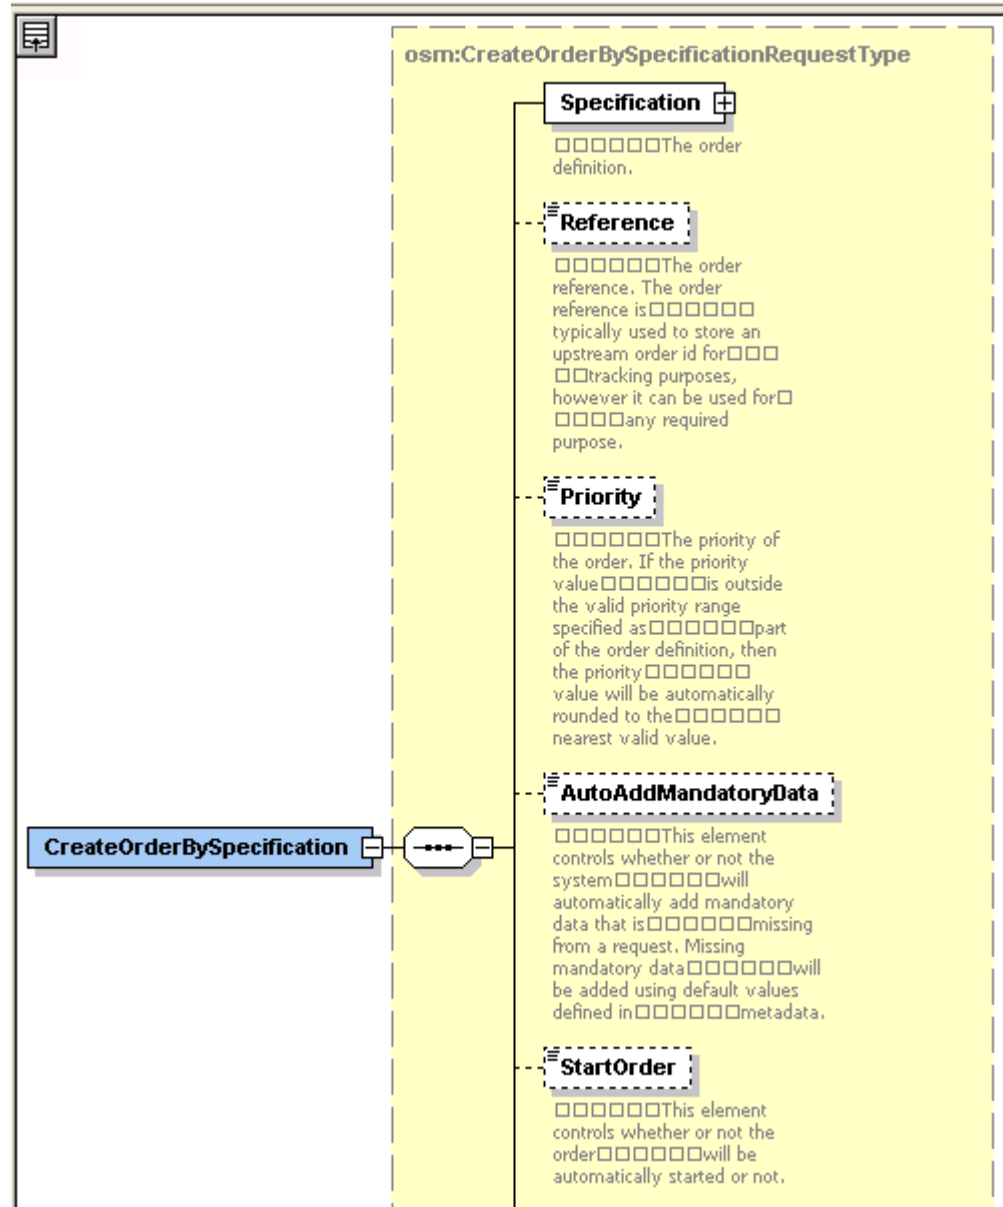 osm:CreateOrderBySpecificationRequestType
Specification
□□□□□□The order
definition.
Reference
□□□□□□The order
reference. The order
reference is□□□□□□
typically used to store an
upstream order id for□□□
□□tracking purposes,
however it can be used for□
□□□□any required
purpose.
Priority
□□□□□□The priority of
the order. If the priority
value□□□□□□is outside
the valid priority range
specified as□□□□□□part
of the order definition, then
the priority□□□□□□
value will be automatically
rounded to the□□□□□□
nearest valid value.
AutoAddMandatoryData
□□□□□□This element
controls whether or not the
system□□□□□□will
automatically add mandatory
data that is□□□□□□missing
from a request. Missing
mandatory data□□□□□□will
be added using default values
defined in□□□□□□metadata.
CreateOrderBySpecification
StartOrder
□□□□□□This element
controls whether or not the
order□□□□□□will be
automatically started or not.